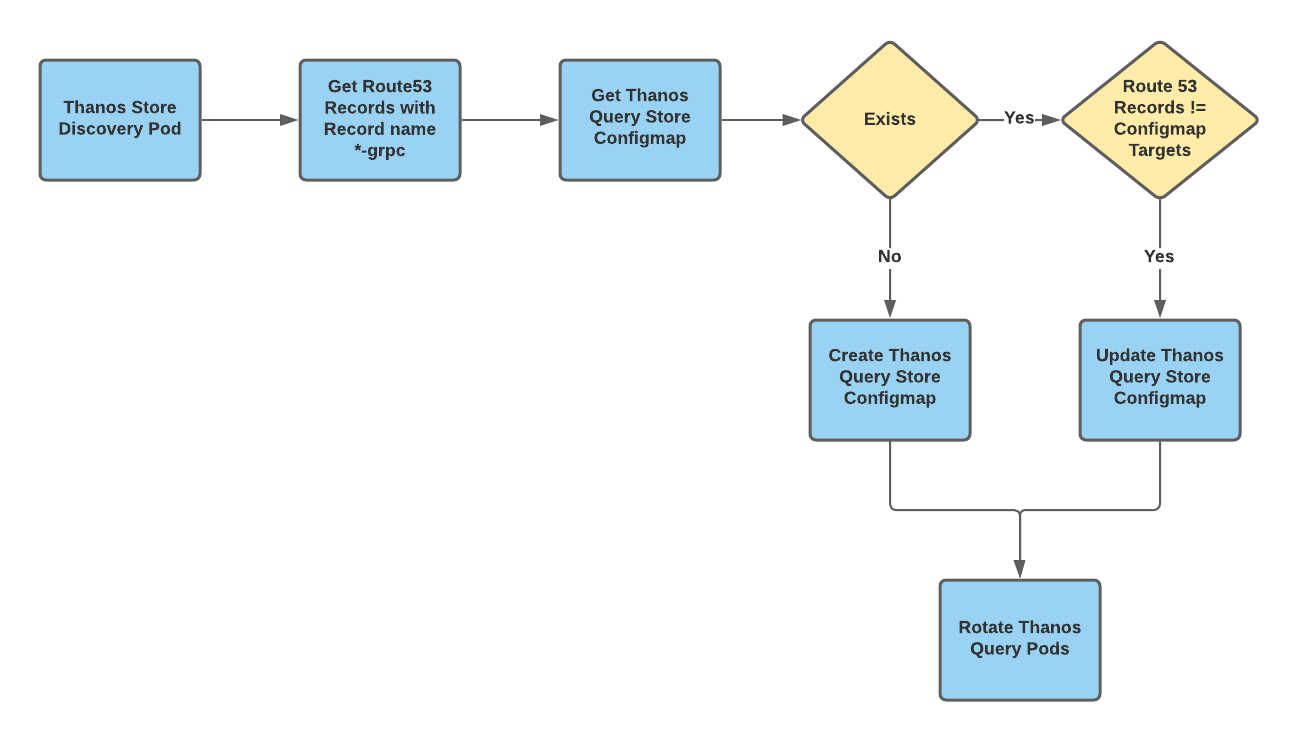 Thanos Store
Discovery Pod
Get Route53
Records with
Record name
*-grpc
Get Thanos
Query Store
Configmap
Exists
Yes
Route 53
Records !=
Configmap
Targets
No
Yes
Create Thanos
Query Store
Configmap
Update Thanos
Query Store
Configmap
Rotate Thanos
Query Pods